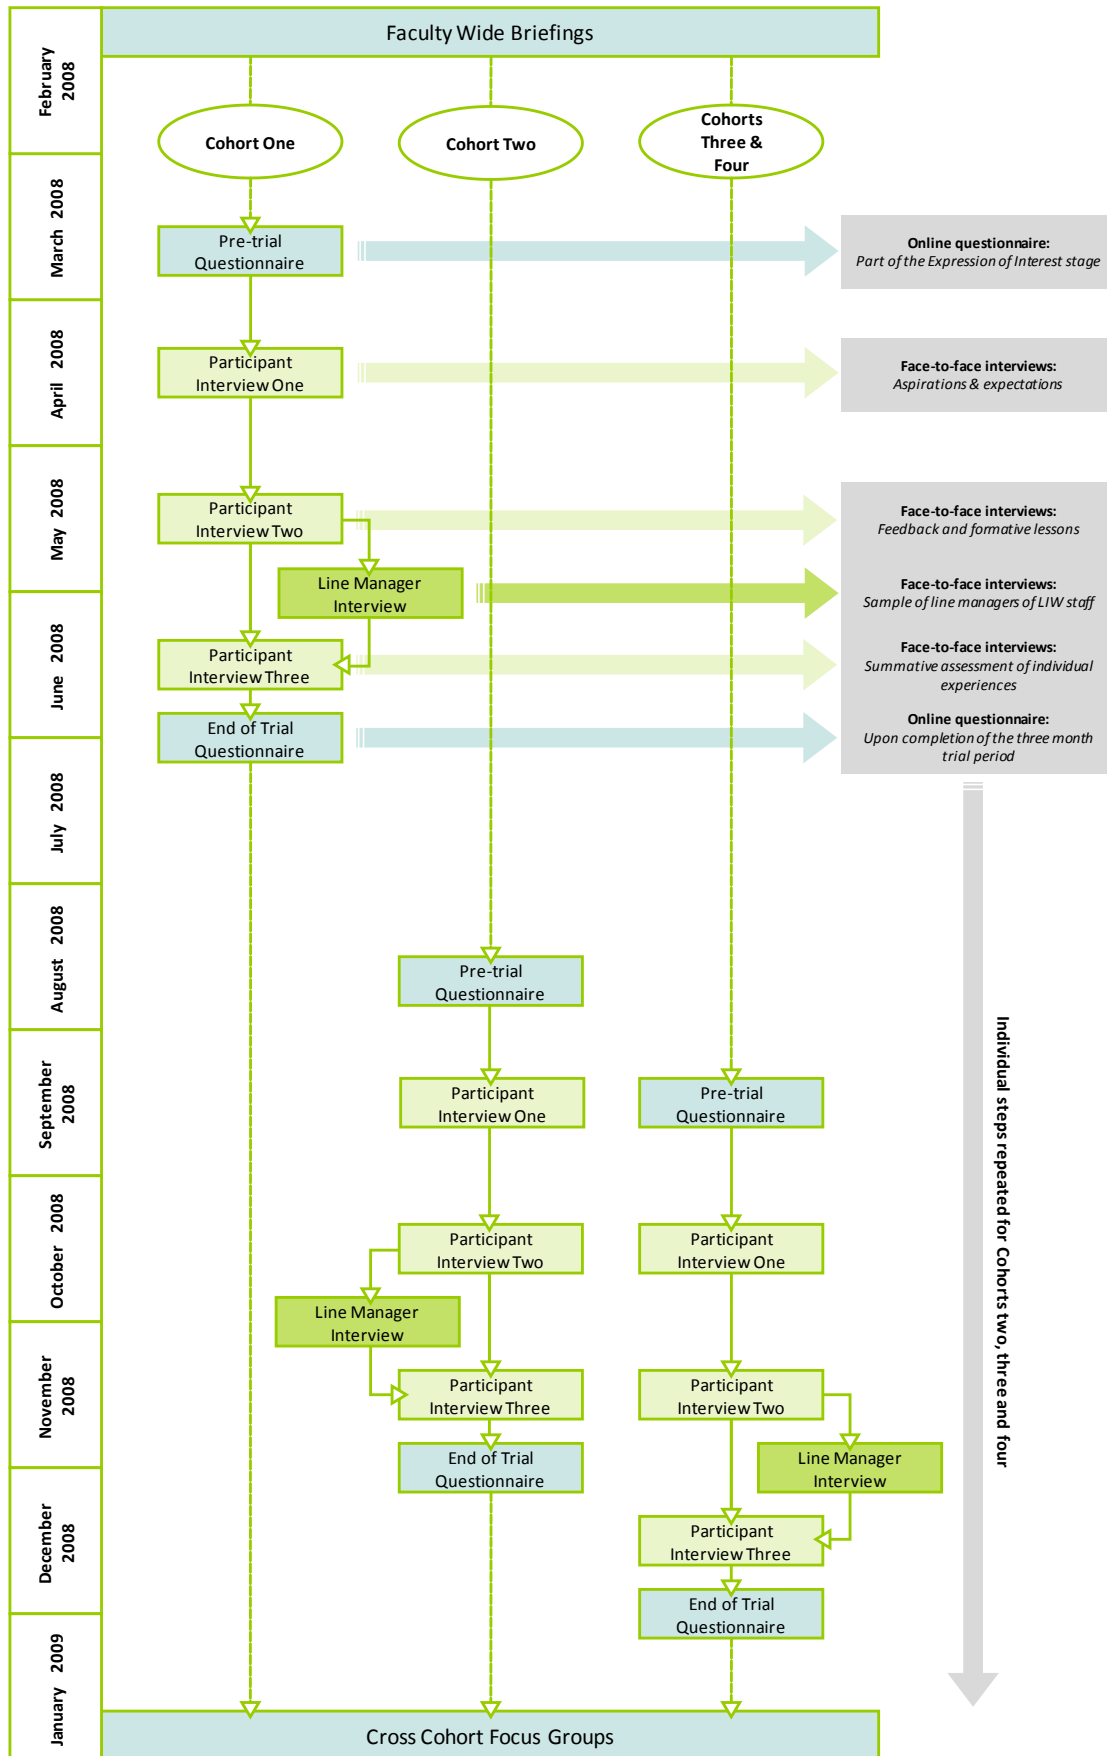 Faculty Wide Briefings
February
2008
Cohort One
Cohort Two
Cohorts
Three &
Four
March 2008
Pre-trial
Questionnaire
Online questionnaire:
Part of the Expression of Interest stage
April 2008
Participant
Interview One
Face-to-face interviews:
Aspirations & expectations
May 2008
Participant
Interview Two
Face-to-face interviews:
Feedback and formative lessons
Line Manager
Interview
Face-to-face interviews:
Sample of line managers of LIW staff
June 2008
Participant
Interview Three
Face-to-face interviews:
Summative assessment of individual
experiences
End of Trial
Questionnaire
Online questionnaire:
Upon completion of the three month
trial period
July 2008
August 2008
Pre-trial
Questionnaire
Individual steps repeated for Cohorts two, three and four
September
2008
Participant
Interview One
Pre-trial
Questionnaire
October 2008
Participant
Interview Two
Participant
Interview One
Line Manager
Interview
November
2008
Participant
Interview Three
Participant
Interview Two
End of Trial
Questionnaire
Line Manager
Interview
December
2008
Participant
Interview Three
End of Trial
Questionnaire
January 2009
Cross Cohort Focus Groups